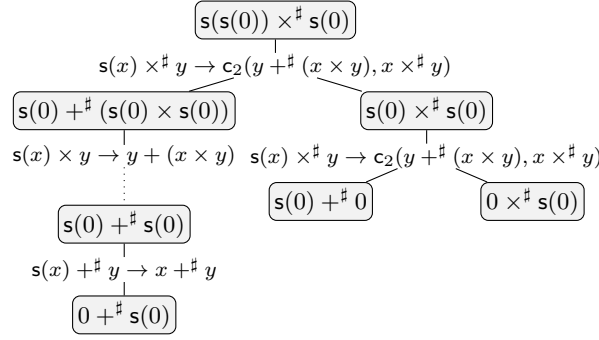 s(s(0)) ×♯ s(0)
s(x) ×♯ y → c₂(y +♯ (x × y), x ×♯ y)
s(0) +♯ (s(0) × s(0))
s(0) ×♯ s(0)
s(x) × y → y + (x × y)
s(x) ×♯ y → c₂(y +♯ (x × y), x ×♯ y)
s(0) +♯ 0
0 ×♯ s(0)
s(0) +♯ s(0)
s(x) +♯ y → x +♯ y
0 +♯ s(0)